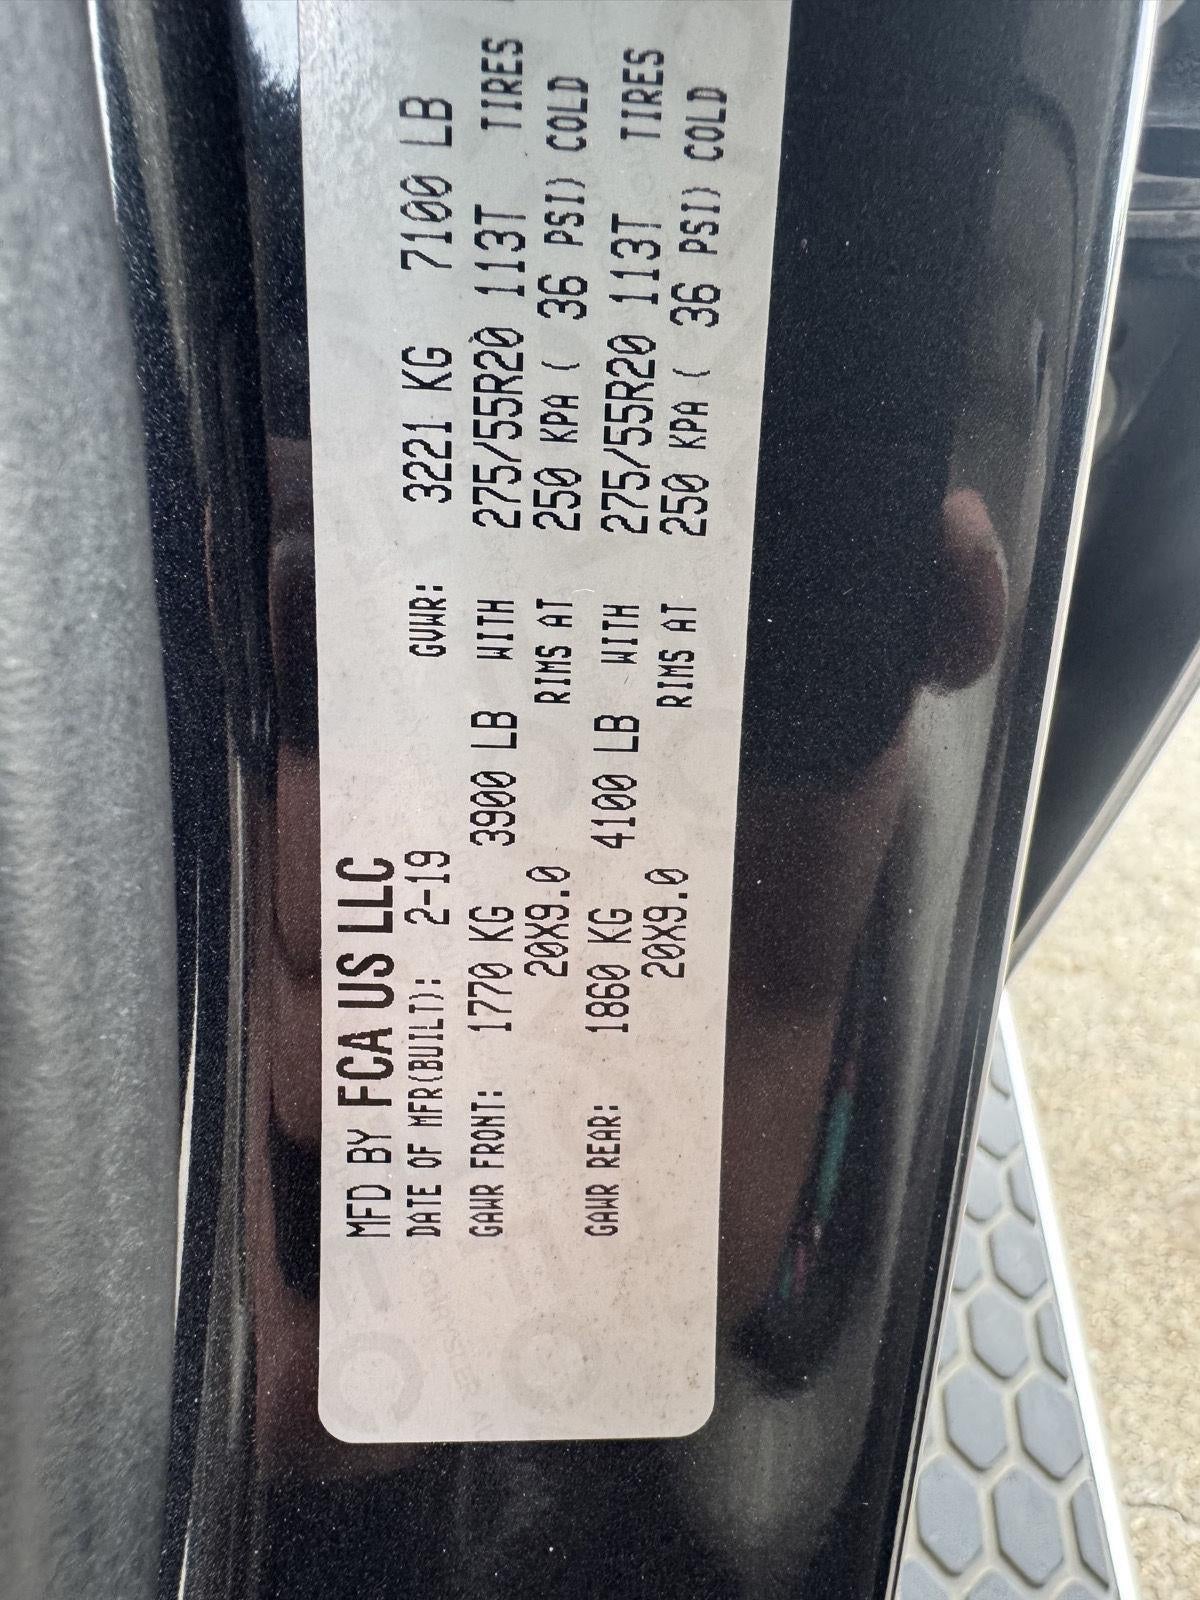 MFD BY FCA US LLC
DATE OF MFR(BUILT): 2-19 GVWR: 3221 KG 7100 LB
GAWR FRONT: 1770 KG 3900 LB WITH 275/55R20 113T TIRES
20X9.0 RIMS AT 250 KPA ( 36 PSI) COLD
GAWR REAR: 1860 KG 4100 LB WITH 275/55R20 113T TIRES
20X9.0 RIMS AT 250 KPA ( 36 PSI) COLD